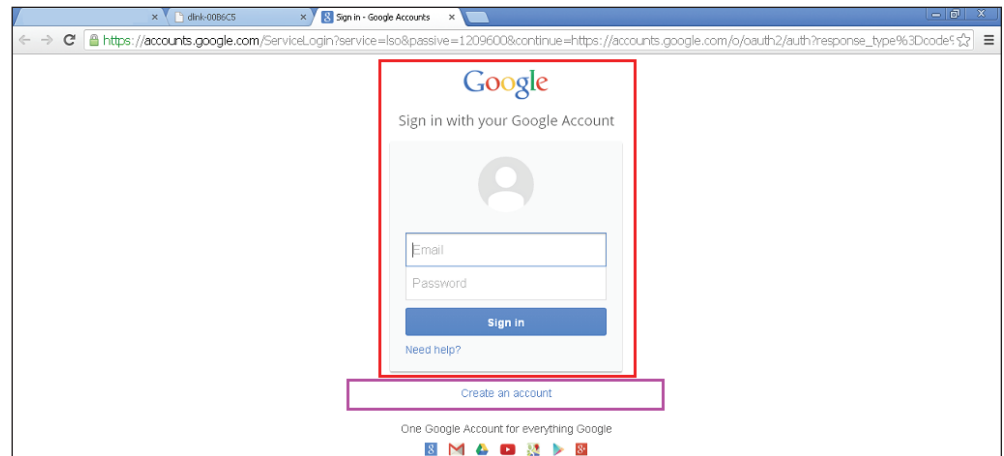 dlink-00B6C5
Sign in - Google Accounts
https://accounts.google.com/ServiceLogin?service=lso&passive=1209600&continue=https://accounts.google.com/o/oauth2/auth?response_type%3Dcode%
Google
Sign in with your Google Account
Email
Password
Sign in
Need help?
Create an account
One Google Account for everything Google